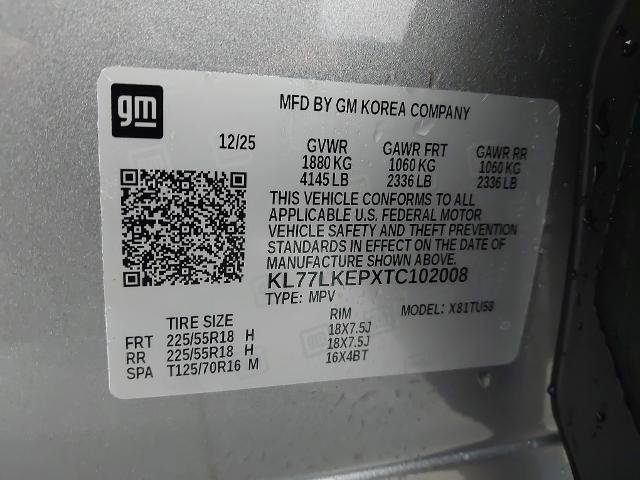 gm
MFD BY GM KOREA COMPANY
12/25 GVWR GAWR FRT GAWR RR
1880 KG 1060 KG 1060 KG
4145 LB 2336 LB 2336 LB
THIS VEHICLE CONFORMS TO ALL
APPLICABLE U.S. FEDERAL MOTOR
VEHICLE SAFETY AND THEFT PREVENTION
STANDARDS IN EFFECT ON THE DATE OF
MANUFACTURE SHOWN ABOVE.
KL77LKEPXTC102008
TYPE: MPV MODEL: X81TU58
TIRE SIZE RIM
FRT 225/55R18 H 18X7.5J
RR 225/55R18 H 18X7.5J
SPA T125/70R16 M 16X4BT